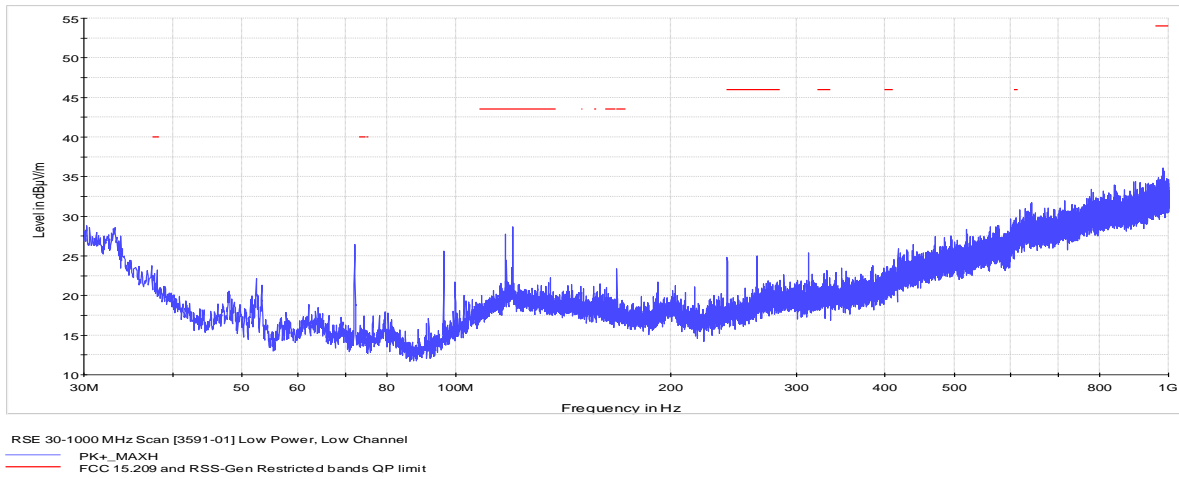 55
50
45
40
35
30
25
20
15
10
Level in dBµV/m
30M 50 60 80 100M 200 300 400 500 800 1G
Frequency in Hz
RSE 30-1000 MHz Scan [3591-01] Low Power, Low Channel
PK+_MAXH
FCC 15.209 and RSS-Gen Restricted bands QP limit